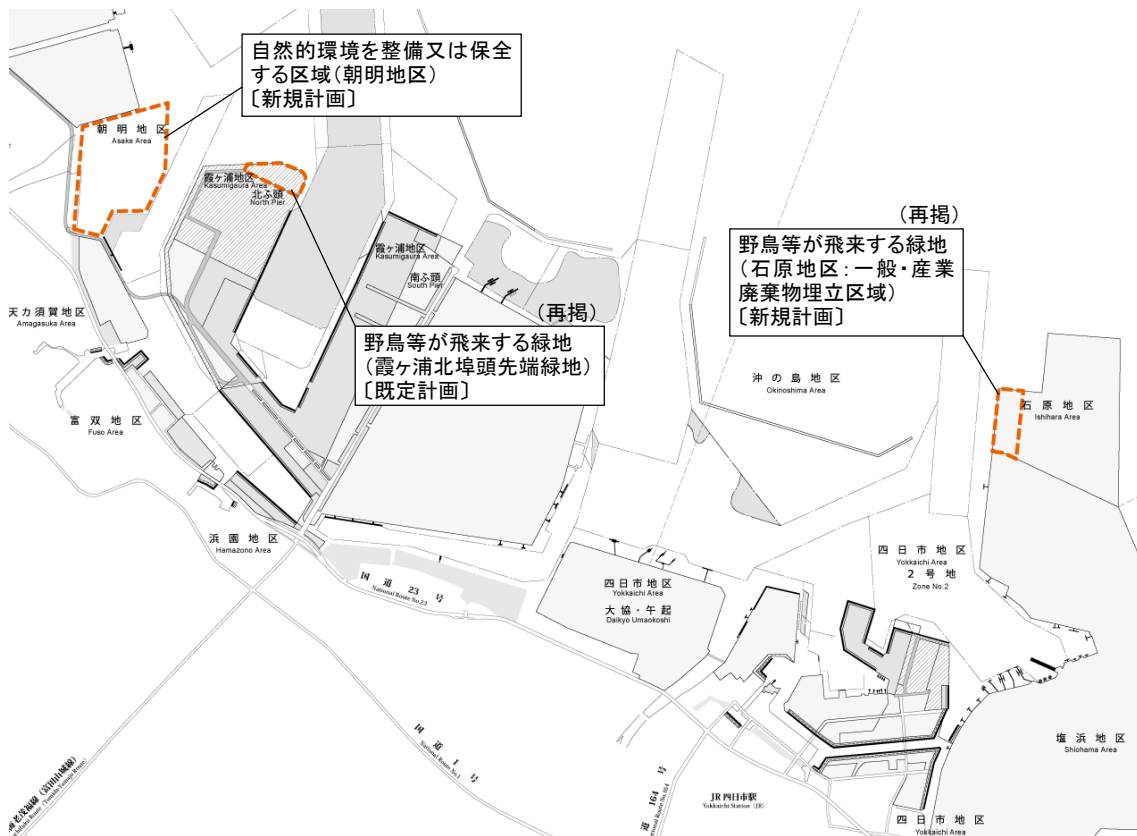 自然的環境を整備又は保全
する区域(朝明地区)
〔新規計画〕
朝明地区
Asake Area
霞ヶ浦地区
Kasumigaura Area
北ふ頭
North Pier
霞ヶ浦地区
Kasumigaura Area
南ふ頭
South Pier
(再掲)
野鳥等が飛来する緑地
(石原地区:一般・産業
廃棄物埋立区域)
〔新規計画〕
(再掲)
野鳥等が飛来する緑地
(霞ヶ浦北埠頭先端緑地)
〔既定計画〕
天カ須賀地区
Amagasuka Area
富双地区
Fuso Area
沖の島地区
Okinoshima Area
石原地区
Ishihara Area
浜園地区
Hamazono Area
国道23号
National Route No.23
四日市地区
Yokkaichi Area
大協・午起
Daikyo Umaokoshi
四日市地区
Yokkaichi Area
2号地
Zone No.2
国道1号
National Route No.1
国道164号
National Route No.164
JR四日市駅
Yokkaichi Station (JR)
塩浜地区
Shiohama Area
四日市地区
Yokkaichi Area